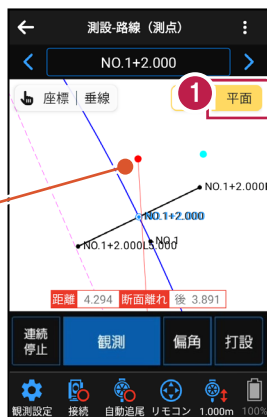 測設-路線（測点）
NO.1+2.000
座標 垂線
1 平面
NO.1+2.000
NO.1+2.000
NO.1
NO.1+2.000L3.000
距離 4.294 断面離れ 後 3.891
連続
停止
観測
偏角
打設
観測設定 接続 自動追尾 リモコン 1.000m 100%